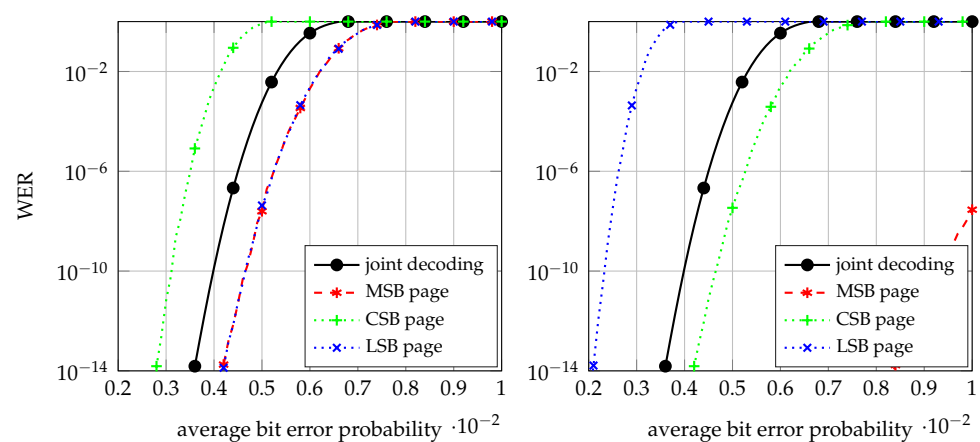 10−2
10−6
10−10
10−14
WER
0.2 0.3 0.4 0.5 0.6 0.7 0.8 0.9 1
average bit error probability ·10−2
joint decoding
MSB page
CSB page
LSB page
10−2
10−6
10−10
10−14
0.2 0.3 0.4 0.5 0.6 0.7 0.8 0.9 1
average bit error probability ·10−2
joint decoding
MSB page
CSB page
LSB page